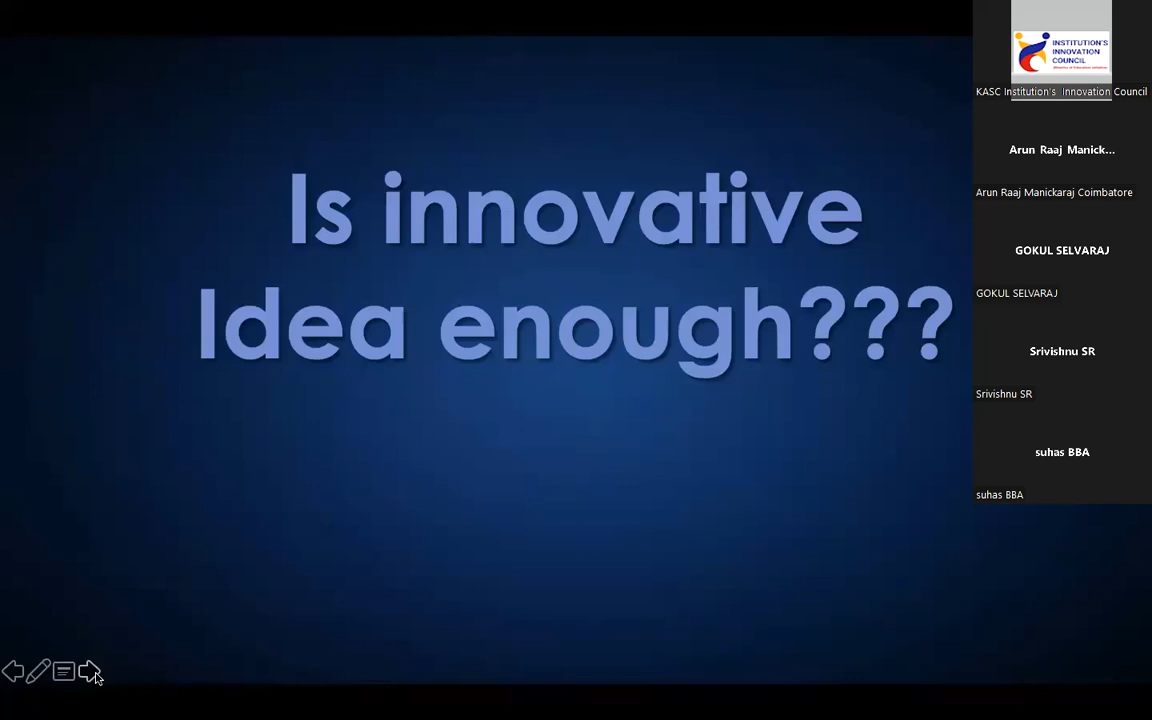 Is innovative
Idea enough???
INSTITUTION'S
INNOVATION
COUNCIL
KASC Institution's Innovation Council
Arun Raaj Manick...
Arun Raaj Manickaraj Coimbatore
GOKUL SELVARAJ
GOKUL SELVARAJ
Srivishnu SR
Srivishnu SR
suhas BBA
suhas BBA